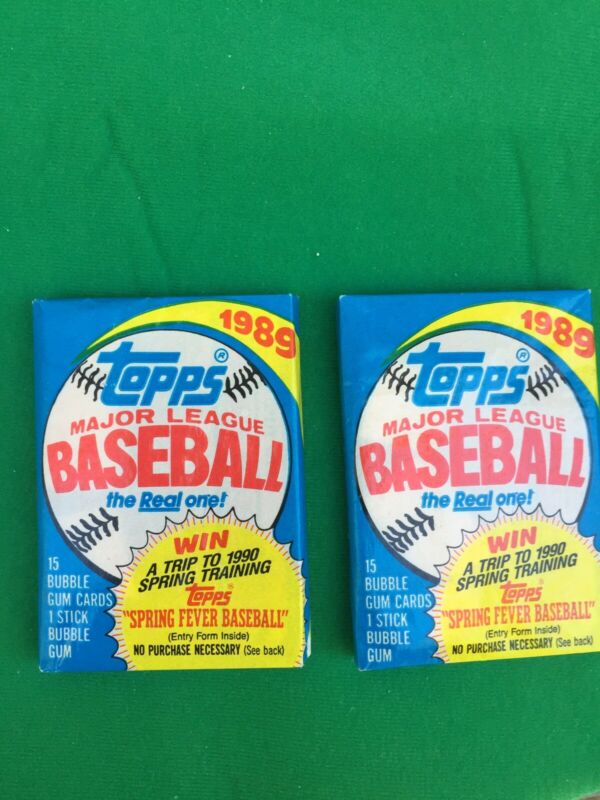 1989
topps®
MAJOR LEAGUE
BASEBALL
the Real one!
WIN
A TRIP TO 1990
SPRING TRAINING
topps®
"SPRING FEVER BASEBALL"
(Entry Form Inside)
NO PURCHASE NECESSARY (See back)
15
BUBBLE
GUM CARDS
1 STICK
BUBBLE
GUM
1989
topps®
MAJOR LEAGUE
BASEBALL
the Real one!
WIN
A TRIP TO 1990
SPRING TRAINING
topps®
"SPRING FEVER BASEBALL"
(Entry Form Inside)
NO PURCHASE NECESSARY (See back)
15
BUBBLE
GUM CARDS
1 STICK
BUBBLE
GUM